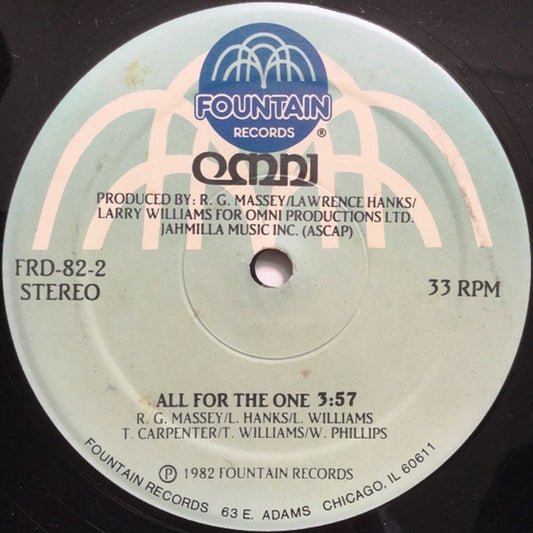 FOUNTAIN
RECORDS ®
OMNI
PRODUCED BY: R. G. MASSEY/LAWRENCE HANKS/
LARRY WILLIAMS FOR OMNI PRODUCTIONS LTD.
JAHMILLA MUSIC INC. (ASCAP)
FRD-82-2
STEREO
33 RPM
ALL FOR THE ONE 3:57
R. G. MASSEY/L. HANKS/L. WILLIAMS
T. CARPENTER/T. WILLIAMS/W. PHILLIPS
℗ 1982 FOUNTAIN RECORDS
FOUNTAIN RECORDS 63 E. ADAMS CHICAGO, IL 60611